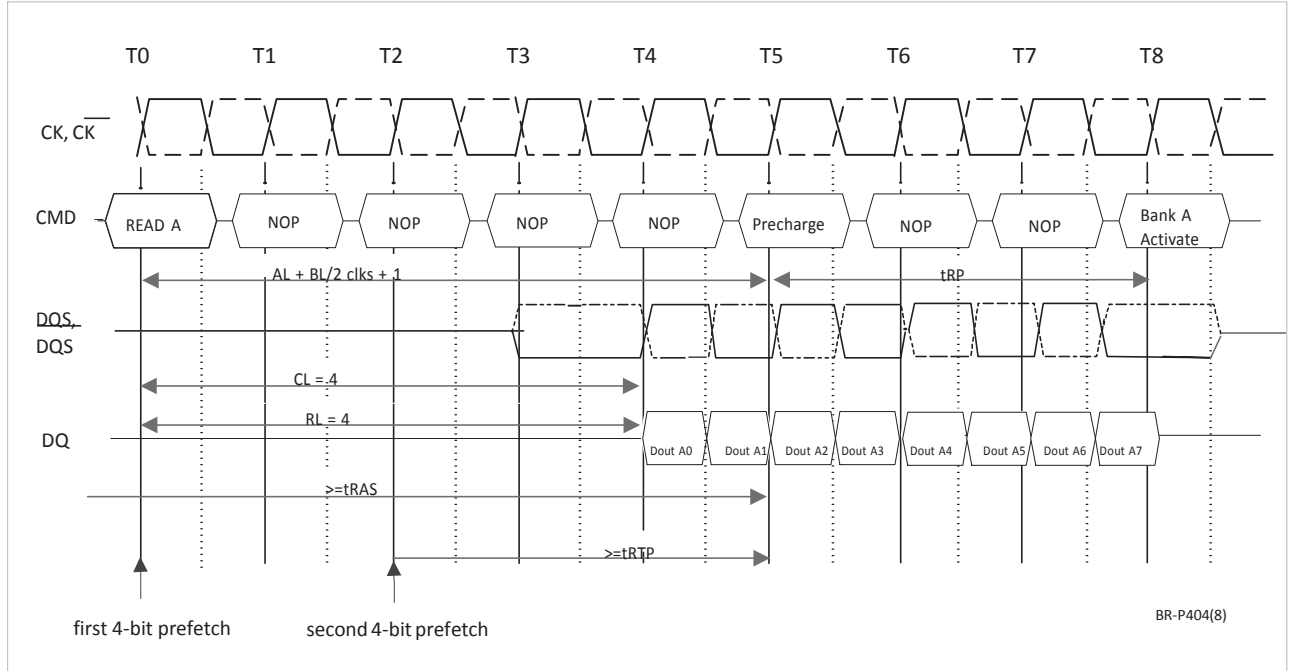 T0 T1 T2 T3 T4 T5 T6 T7 T8
CK, CK
CMD READ A NOP NOP NOP NOP Precharge NOP NOP Bank A
Activate
AL + BL/2 clks + 1 tRP
DQS,
DQS
CL = 4
RL = 4
DQ Dout A0 Dout A1 Dout A2 Dout A3 Dout A4 Dout A5 Dout A6 Dout A7
>=tRAS
>=tRTP
first 4-bit prefetch second 4-bit prefetch
BR-P404(8)